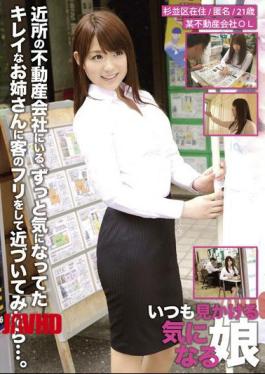 杉並区在住/匿名/21歳
某不動産会社OL
近所の不動産会社にいる、ずっと気になってた
キレイなお姉さんに客のフリをして近づいてみたら…。
JAVHD
いつも見かける
気に
なる
娘